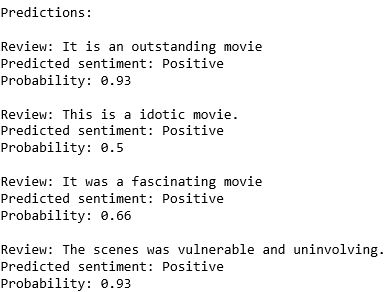 Predictions:
Review: It is an outstanding movie
Predicted sentiment: Positive
Probability: 0.93
Review: This is a idotic movie.
Predicted sentiment: Positive
Probability: 0.5
Review: It was a fascinating movie
Predicted sentiment: Positive
Probability: 0.66
Review: The scenes was vulnerable and uninvolving.
Predicted sentiment: Positive
Probability: 0.93